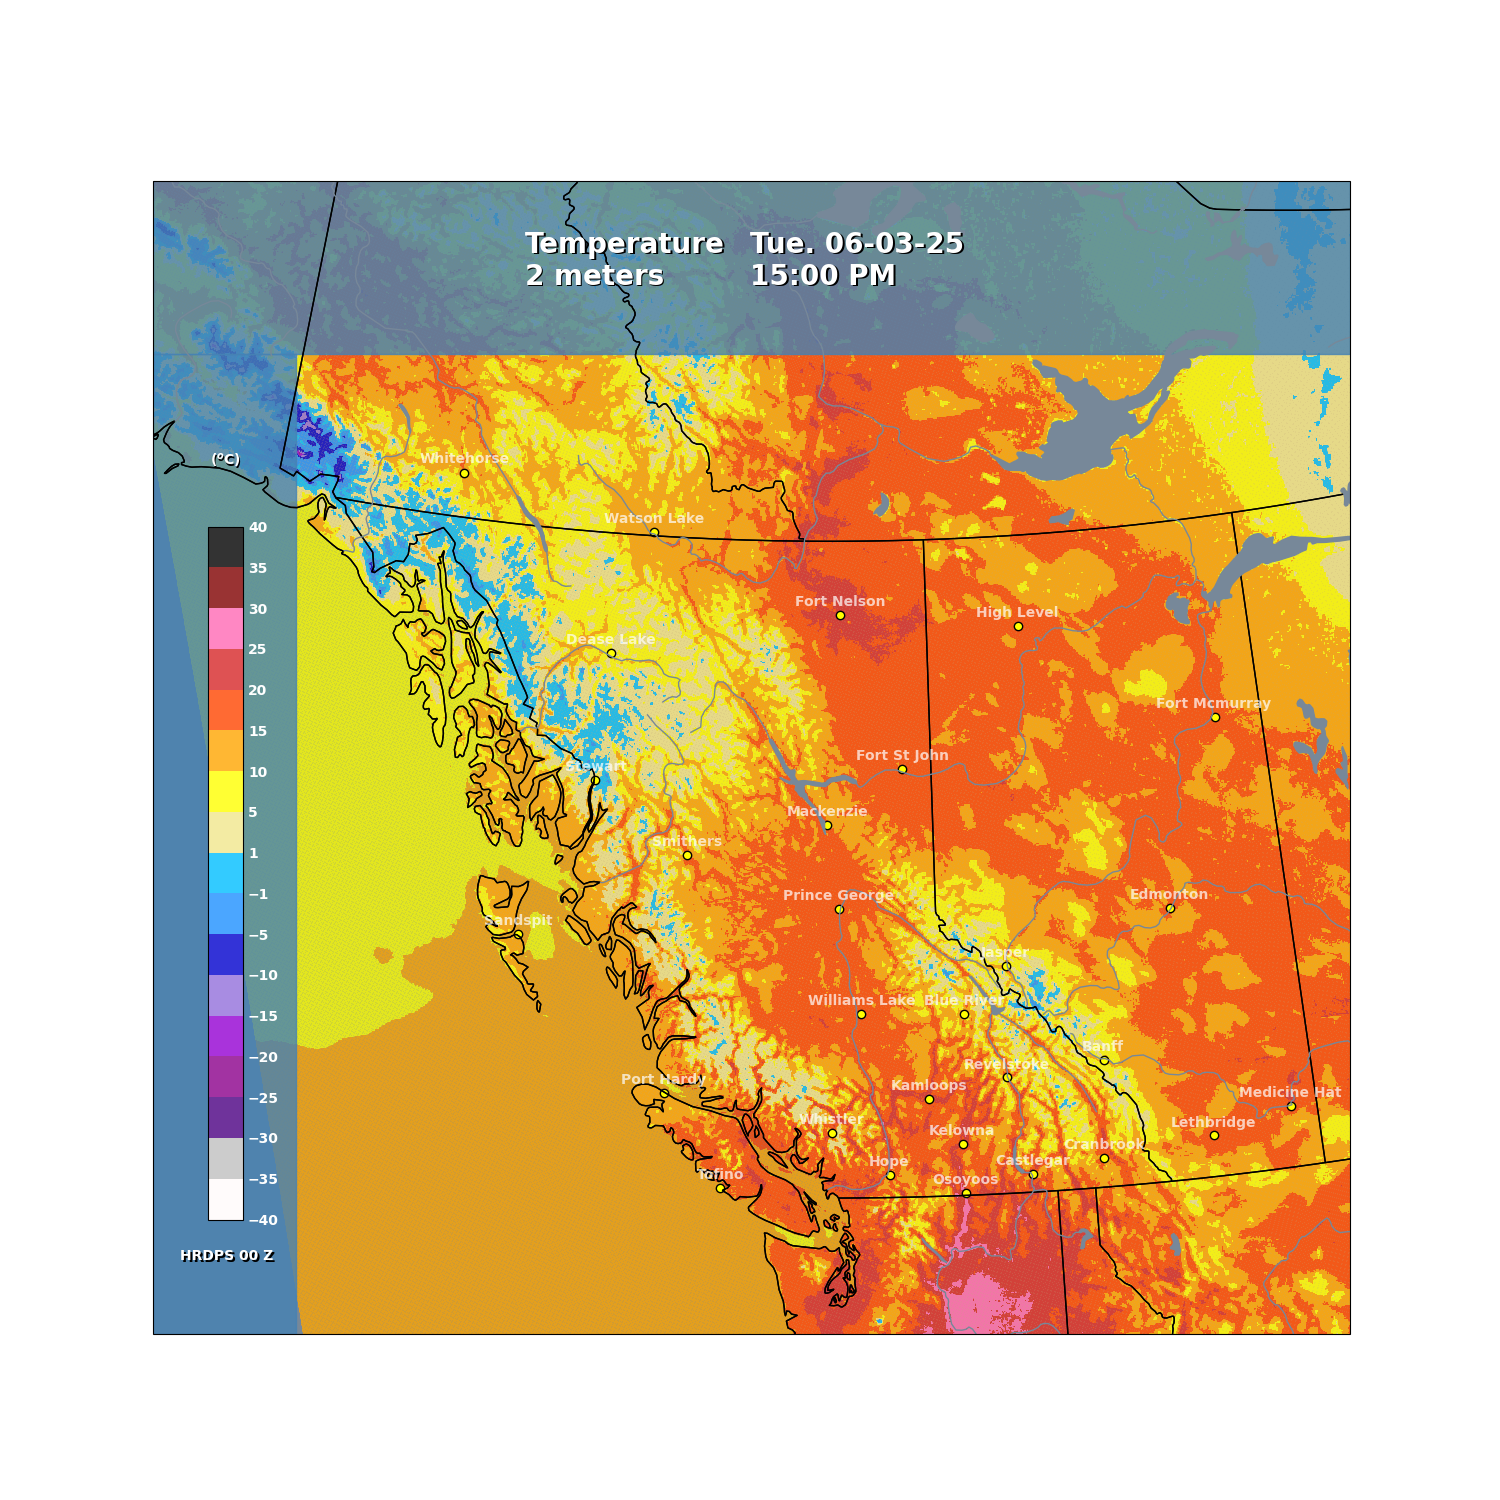 Temperature Tue. 06-03-25
2 meters 15:00 PM
(°C)
Whitehorse
Watson Lake
40
35
30
25
20
15
10
5
1
−1
−5
−10
−15
−20
−25
−30
−35
−40
Fort Nelson
High Level
Dease Lake
Fort Mcmurray
Fort St John
Stewart
Mackenzie
Smithers
Prince George
Edmonton
Sandspit
Jasper
Williams Lake
Blue River
Banff
Revelstoke
Port Hardy
Kamloops
Medicine Hat
Whistler
Lethbridge
Kelowna
Cranbrook
Hope
Castlegar
Tofino
Osoyoos
HRDPS 00 Z